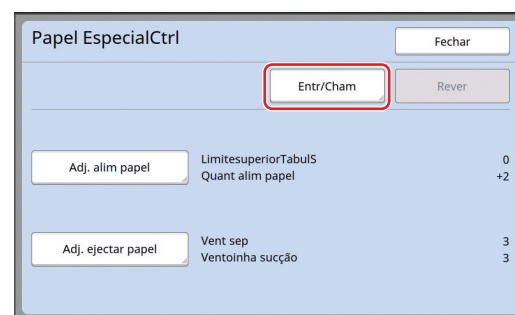 Papel EspecialCtrl
Fechar
Entr/Cham
Rever
Adj. alim papel
LimitesuperiorTabulS 0
Quant alim papel +2
Adj. ejectar papel
Vent sep 3
Ventoinha sucção 3